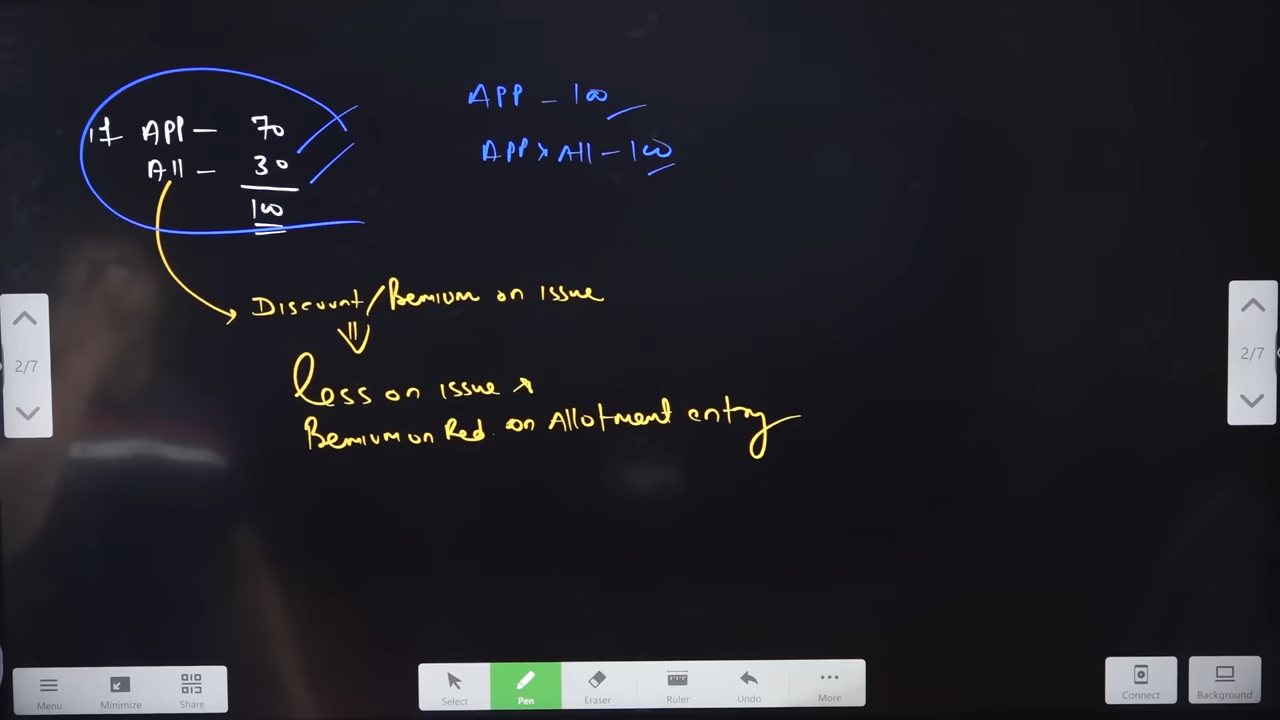 if APP - 70
All - 30
100
APP - 100
APP & All - 100
Discount/Premium on issue
Loss on issue &
Premium on Red. on Allotment entry
2/7
2/7
Menu
Minimize
Share
Select
Pen
Eraser
Ruler
Undo
More
Connect
Background